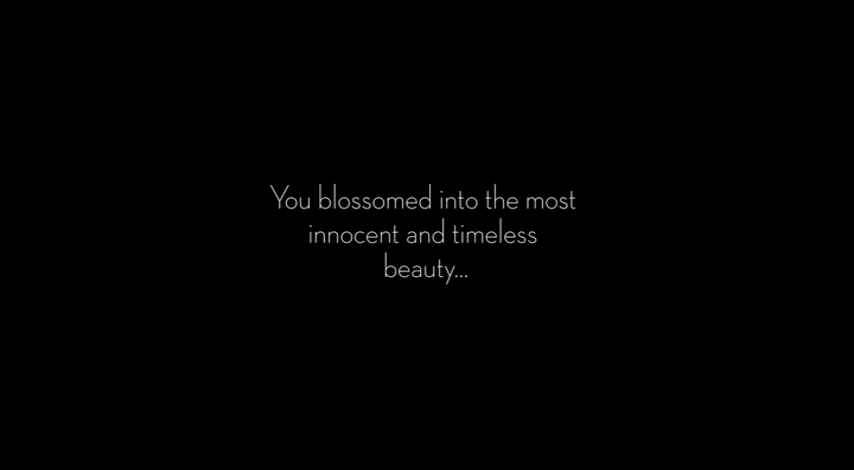 You blossomed into the most
innocent and timeless
beauty...